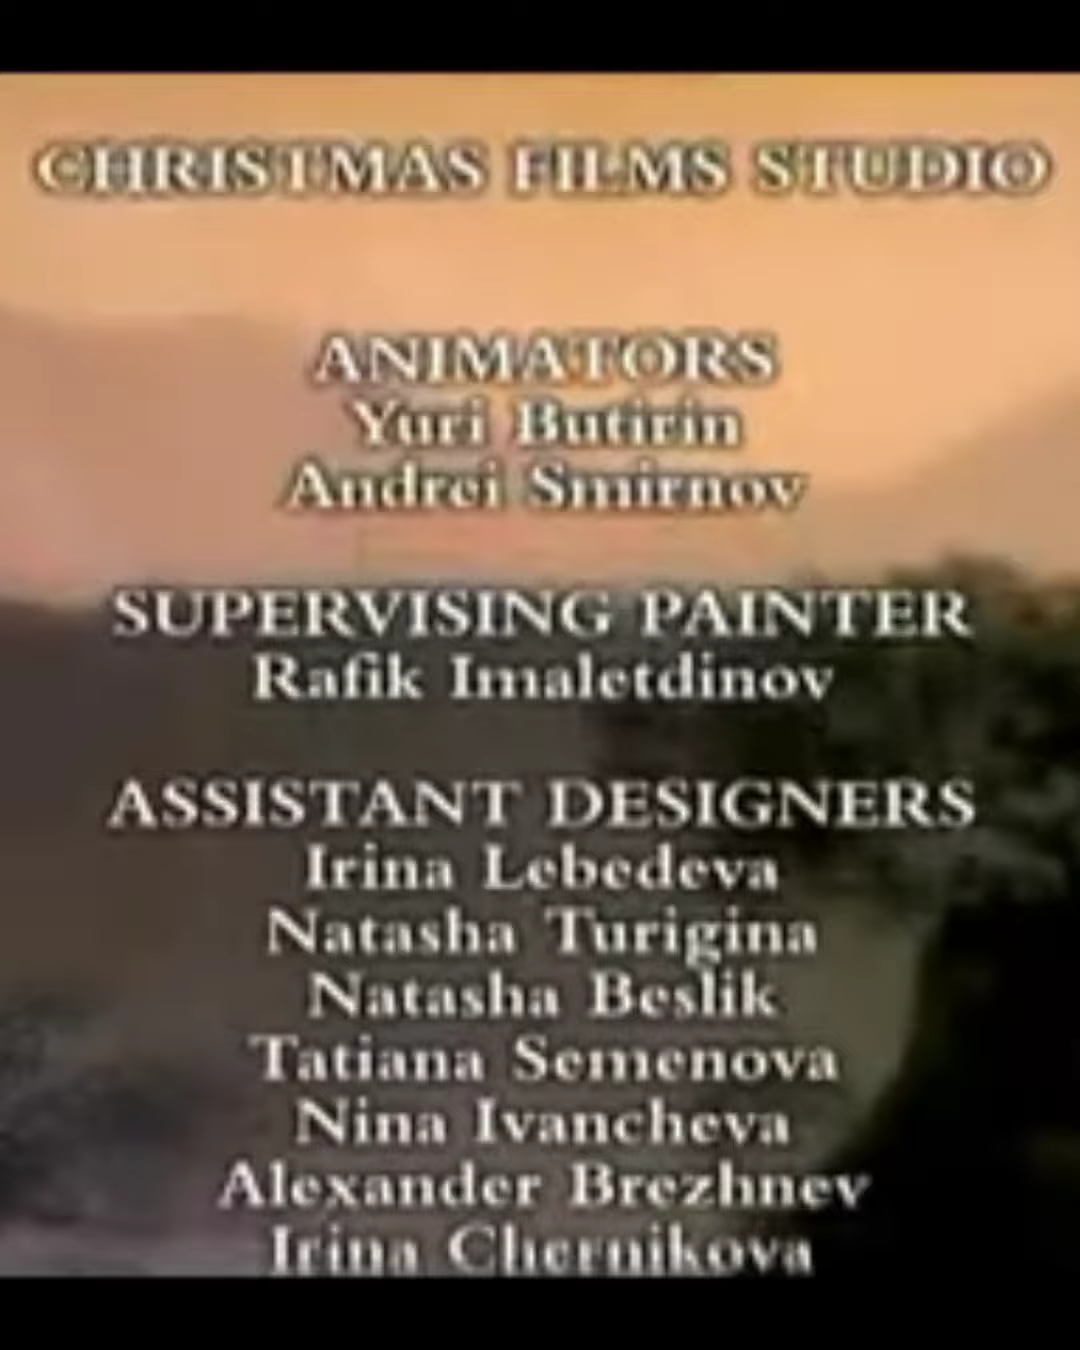 CHRISTMAS FILMS STUDIO
ANIMATORS
Yuri Butirin
Andrei Smirnov
SUPERVISING PAINTER
Rafik Imaletdinov
ASSISTANT DESIGNERS
Irina Lebedeva
Natasha Turigina
Natasha Beslik
Tatiana Semenova
Nina Ivancheva
Alexander Brezhnev
Irina Chernikova